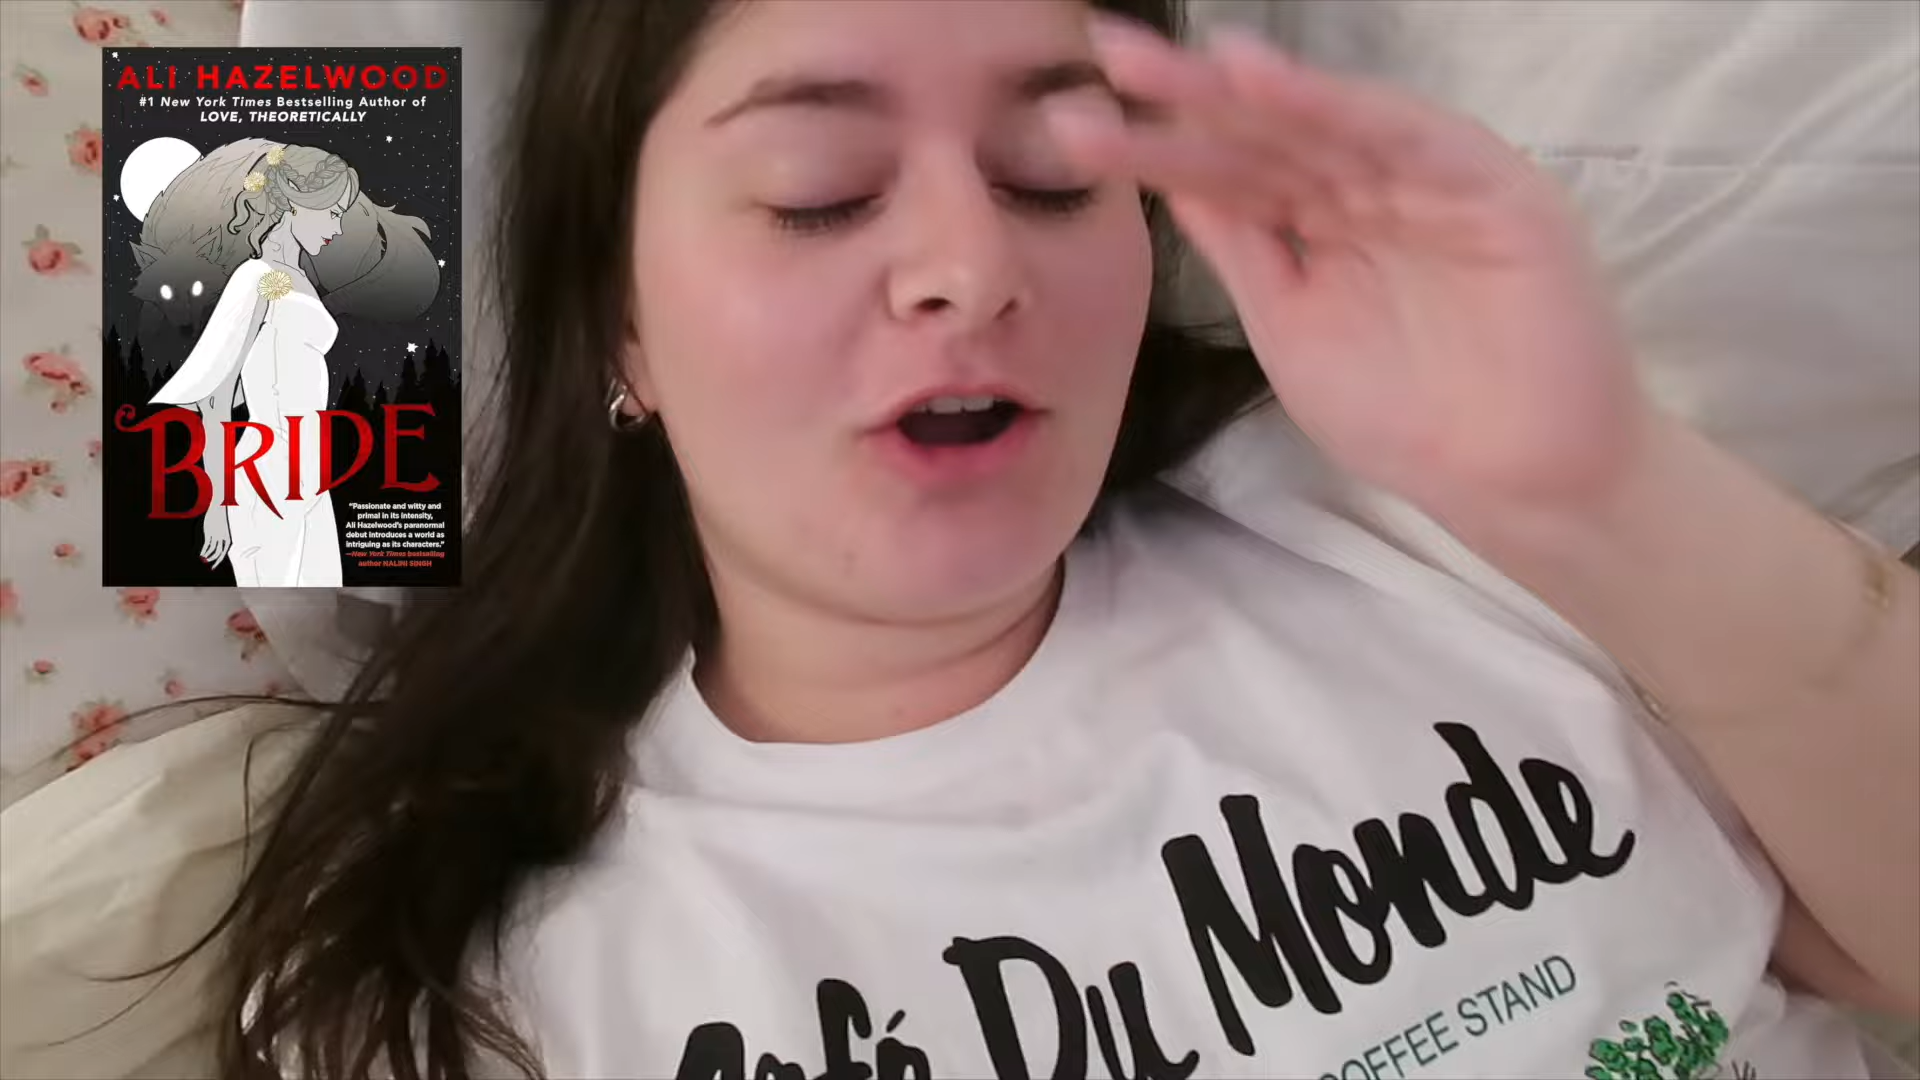 ALI HAZELWOOD
#1 New York Times Bestselling Author of
LOVE, THEORETICALLY
BRIDE
"Passionate and witty and
primal in its intensity,
Ali Hazelwood's paranormal
debut introduces a world as
intriguing as its characters."
—New York Times bestselling
author NALINI SINGH
Café Du Monde
COFFEE STAND